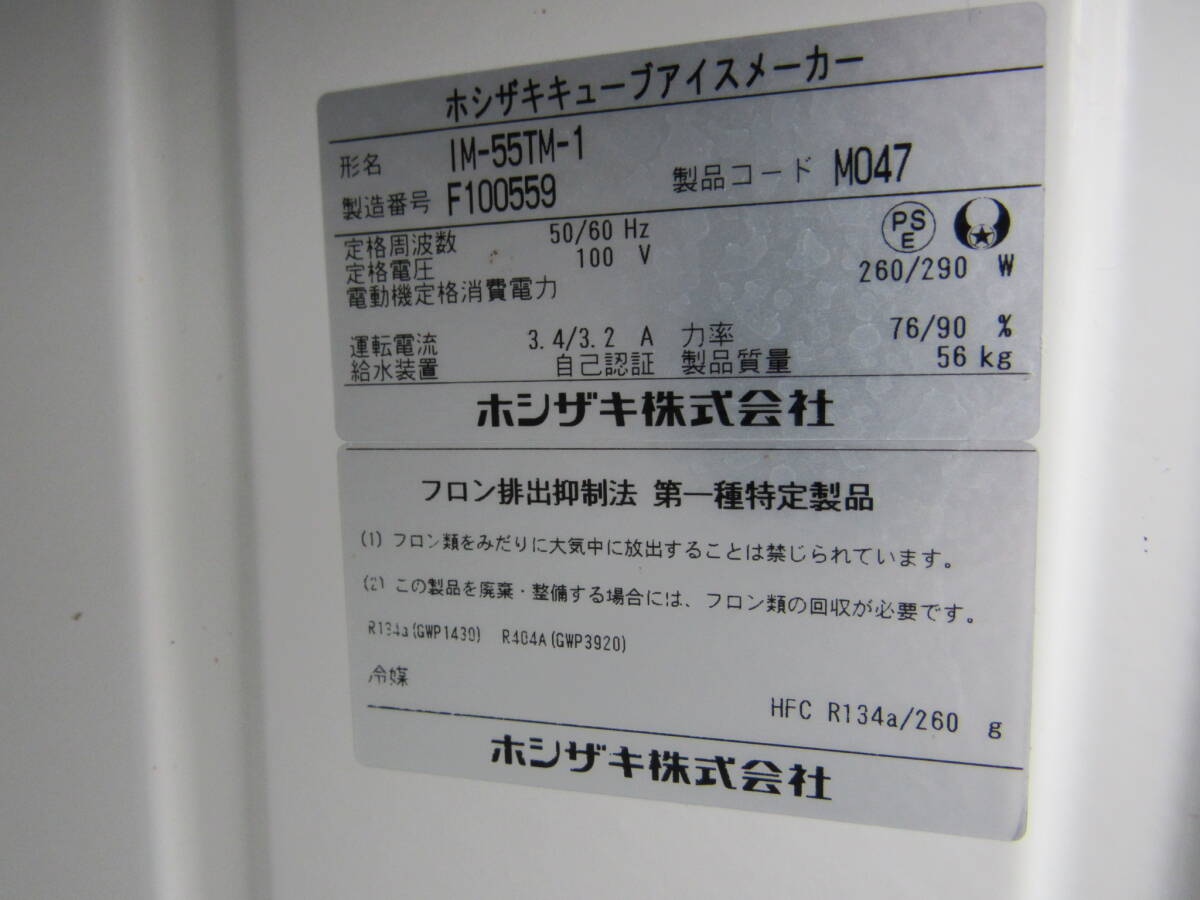 ホシザキキューブアイスメーカー
形名 IM-55TM-1
製造番号 F100559 製品コード M047
定格周波数 50/60 Hz PSE
定格電圧 100 V
電動機定格消費電力 260/290 W
運転電流 3.4/3.2 A 力率 76/90 %
給水装置 自己認証 製品質量 56 kg
ホシザキ株式会社
フロン排出抑制法 第一種特定製品
(1) フロン類をみだりに大気中に放出することは禁じられています。
(2) この製品を廃棄・整備する場合には、フロン類の回収が必要です。
R134a(GWP1430) R404A(GWP3920)
冷媒
HFC R134a/260 g
ホシザキ株式会社